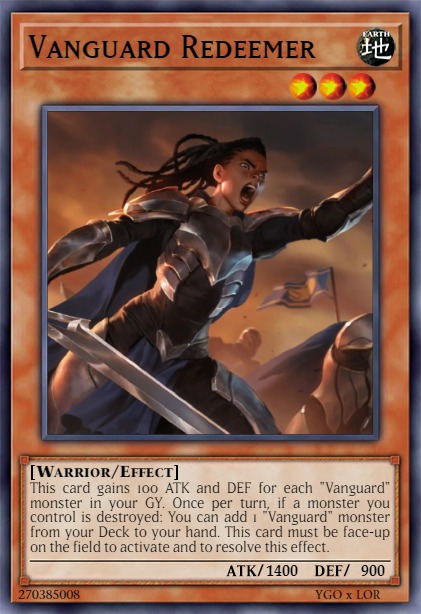 Vanguard Redeemer
EARTH
地
[Warrior/Effect]
This card gains 100 ATK and DEF for each "Vanguard"
monster in your GY. Once per turn, if a monster you
control is destroyed: You can add 1 "Vanguard" monster
from your Deck to your hand. This card must be face-up
on the field to activate and to resolve this effect.
ATK/1400 DEF/ 900
270385008 YGO x LOR